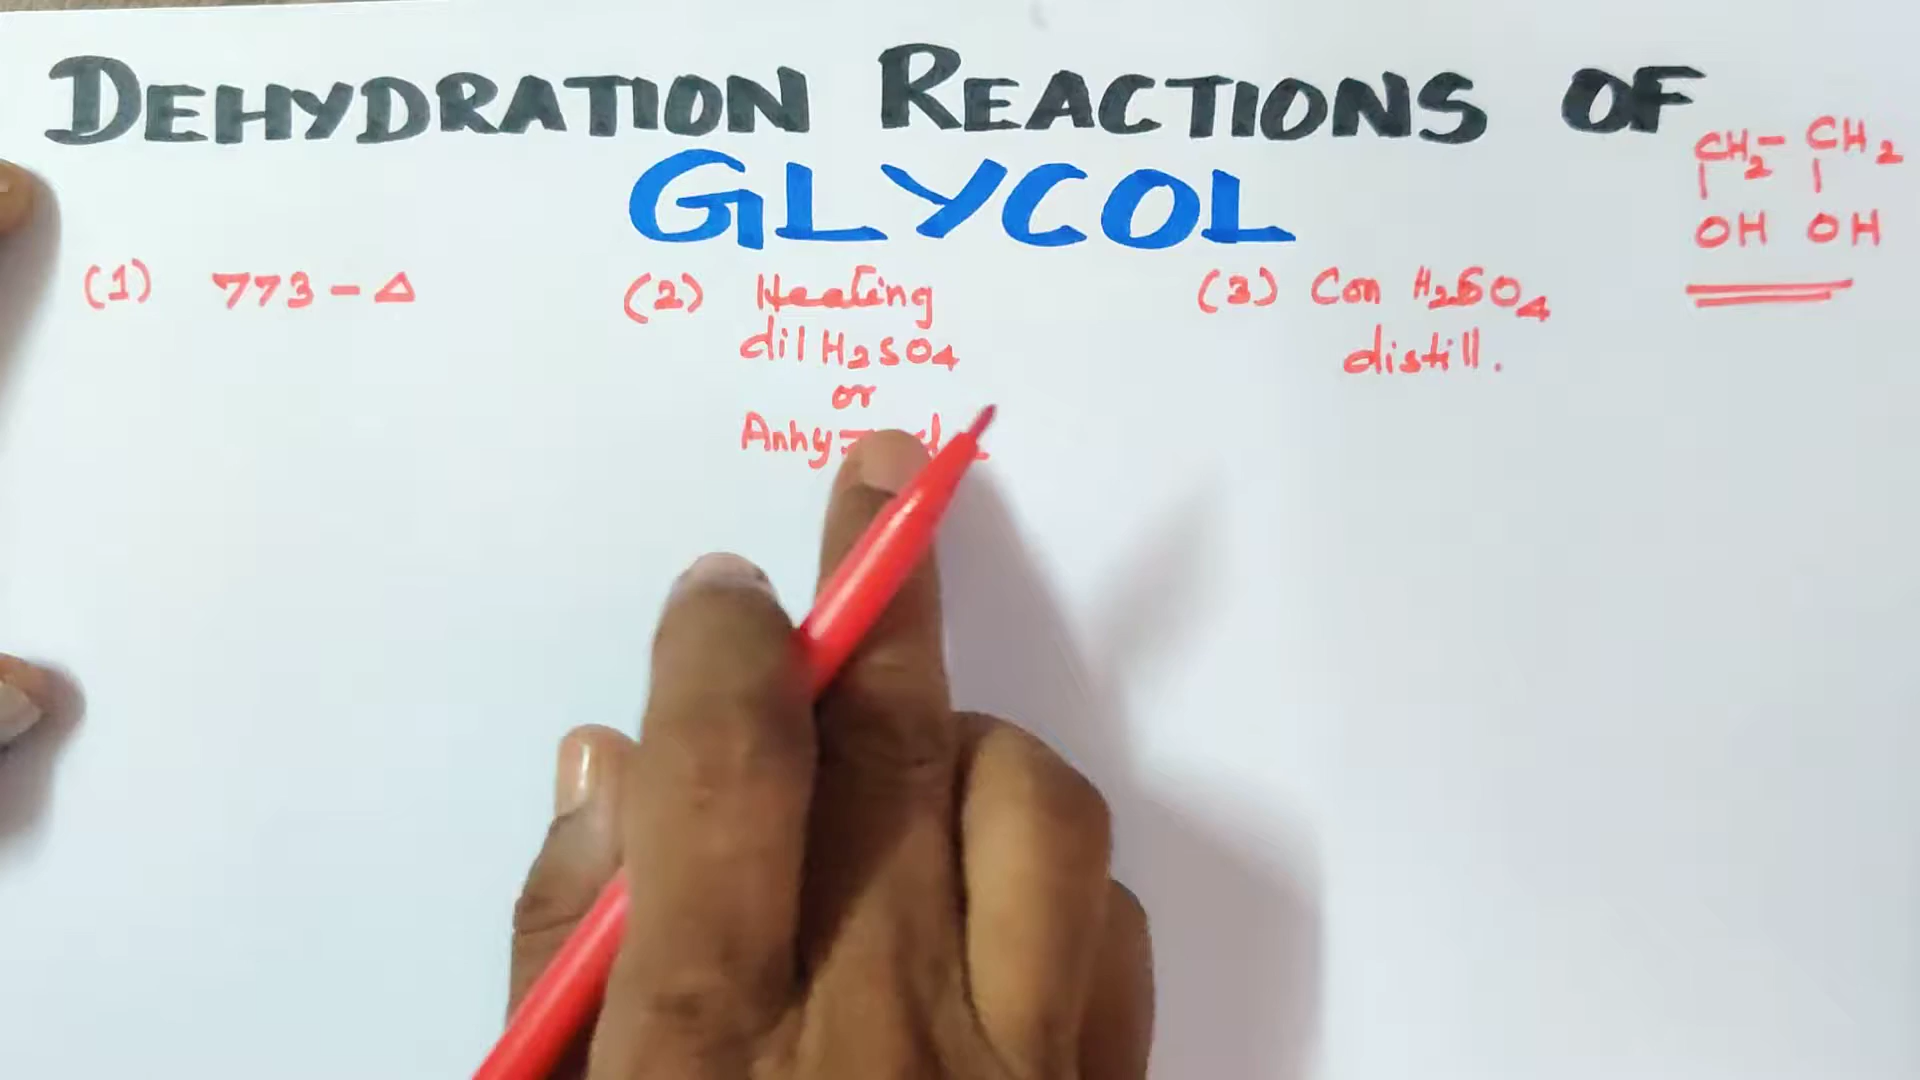 DEHYDRATION REACTIONS OF
GLYCOL
CH2- CH2
OH OH
(1) 773-Δ
(2) Heating
dil H2SO4
or
(3) Con H2SO4
distill.